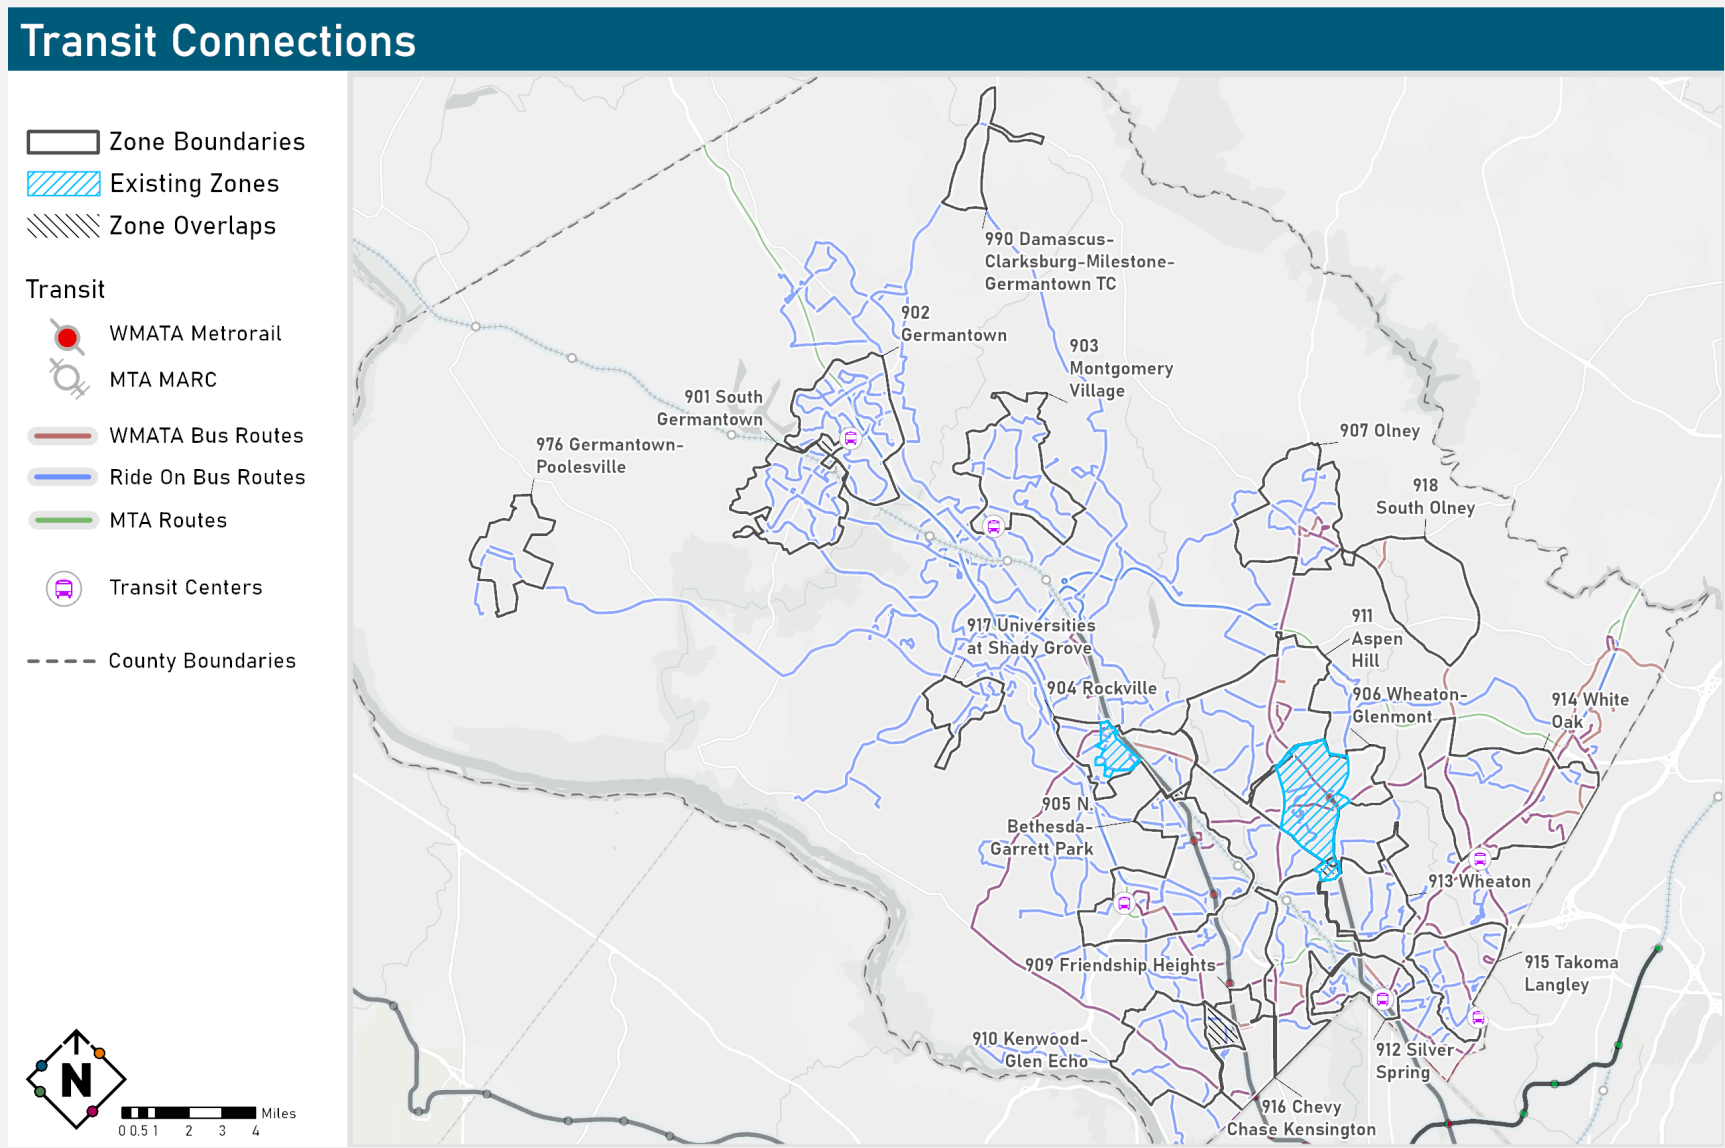 Transit Connections
Zone Boundaries
Existing Zones
Zone Overlaps
Transit
WMATA Metrorail
MTA MARC
WMATA Bus Routes
Ride On Bus Routes
MTA Routes
Transit Centers
County Boundaries
N
Miles
0 0.5 1 2 3 4
990 Damascus-
Clarksburg-Milestone-
Germantown TC
902
Germantown
903
Montgomery
Village
901 South
Germantown
976 Germantown-
Poolesville
907 Olney
918
South Olney
917 Universities
at Shady Grove
911
Aspen
Hill
904 Rockville
906 Wheaton-
Glenmont
914 White
Oak
905 N.
Bethesda-
Garrett Park
913 Wheaton
909 Friendship Heights
915 Takoma
Langley
910 Kenwood-
Glen Echo
912 Silver
Spring
916 Chevy
Chase Kensington